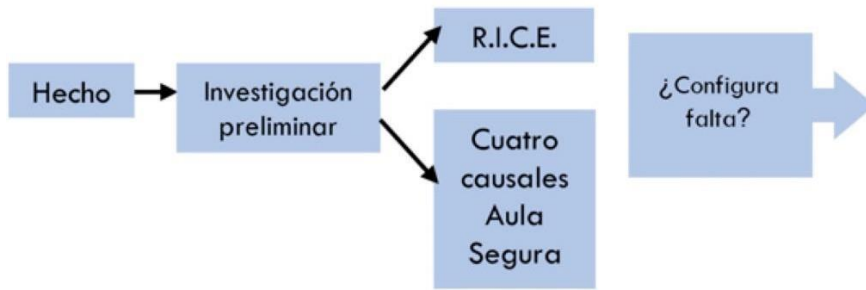 Hecho
Investigación
preliminar
R.I.C.E.
Cuatro
causales
Aula
Segura
¿Configura
falta?